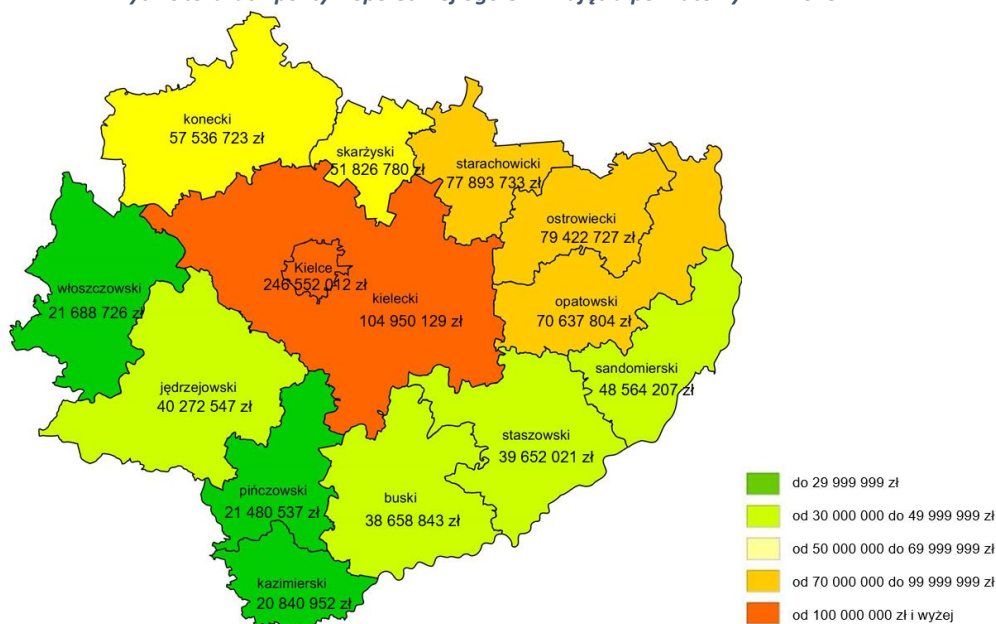 konecki
57 536 723 zł
skarżyski
51 826 780 zł
starachowicki
77 893 733 zł
ostrowiecki
79 422 727 zł
Kielce
246 552 012 zł
kielecki
104 950 129 zł
włoszczowski
21 688 726 zł
opatowski
70 637 804 zł
sandomierski
48 564 207 zł
jędrzejowski
40 272 547 zł
staszowski
39 652 021 zł
pińczowski
21 480 537 zł
buski
38 658 843 zł
kazimierski
20 840 952 zł
do 29 999 999 zł
od 30 000 000 do 49 999 999 zł
od 50 000 000 do 69 999 999 zł
od 70 000 000 do 99 999 999 zł
od 100 000 000 zł i wyżej